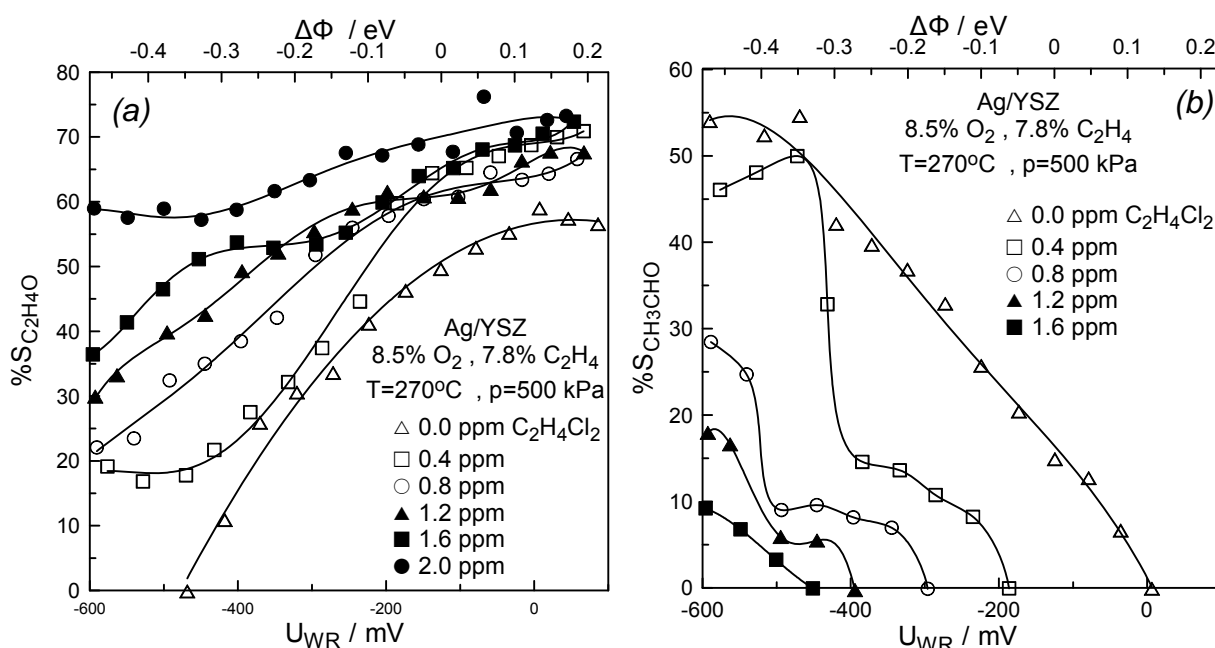 ΔΦ / eV
-0.4 -0.3 -0.2 -0.1 0 0.1 0.2
80
70
60
50
40
30
20
10
0
%S_C2H4O
(a)
Ag/YSZ
8.5% O2 , 7.8% C2H4
T=270ºC , p=500 kPa
0.0 ppm C2H4Cl2
0.4 ppm
0.8 ppm
1.2 ppm
1.6 ppm
2.0 ppm
-600 -400 -200 0
U_WR / mV
ΔΦ / eV
-0.4 -0.3 -0.2 -0.1 0 0.1 0.2
60
50
40
30
20
10
0
%S_CH3CHO
(b)
Ag/YSZ
8.5% O2 , 7.8% C2H4
T=270ºC , p=500 kPa
0.0 ppm C2H4Cl2
0.4 ppm
0.8 ppm
1.2 ppm
1.6 ppm
-600 -400 -200 0
U_WR / mV